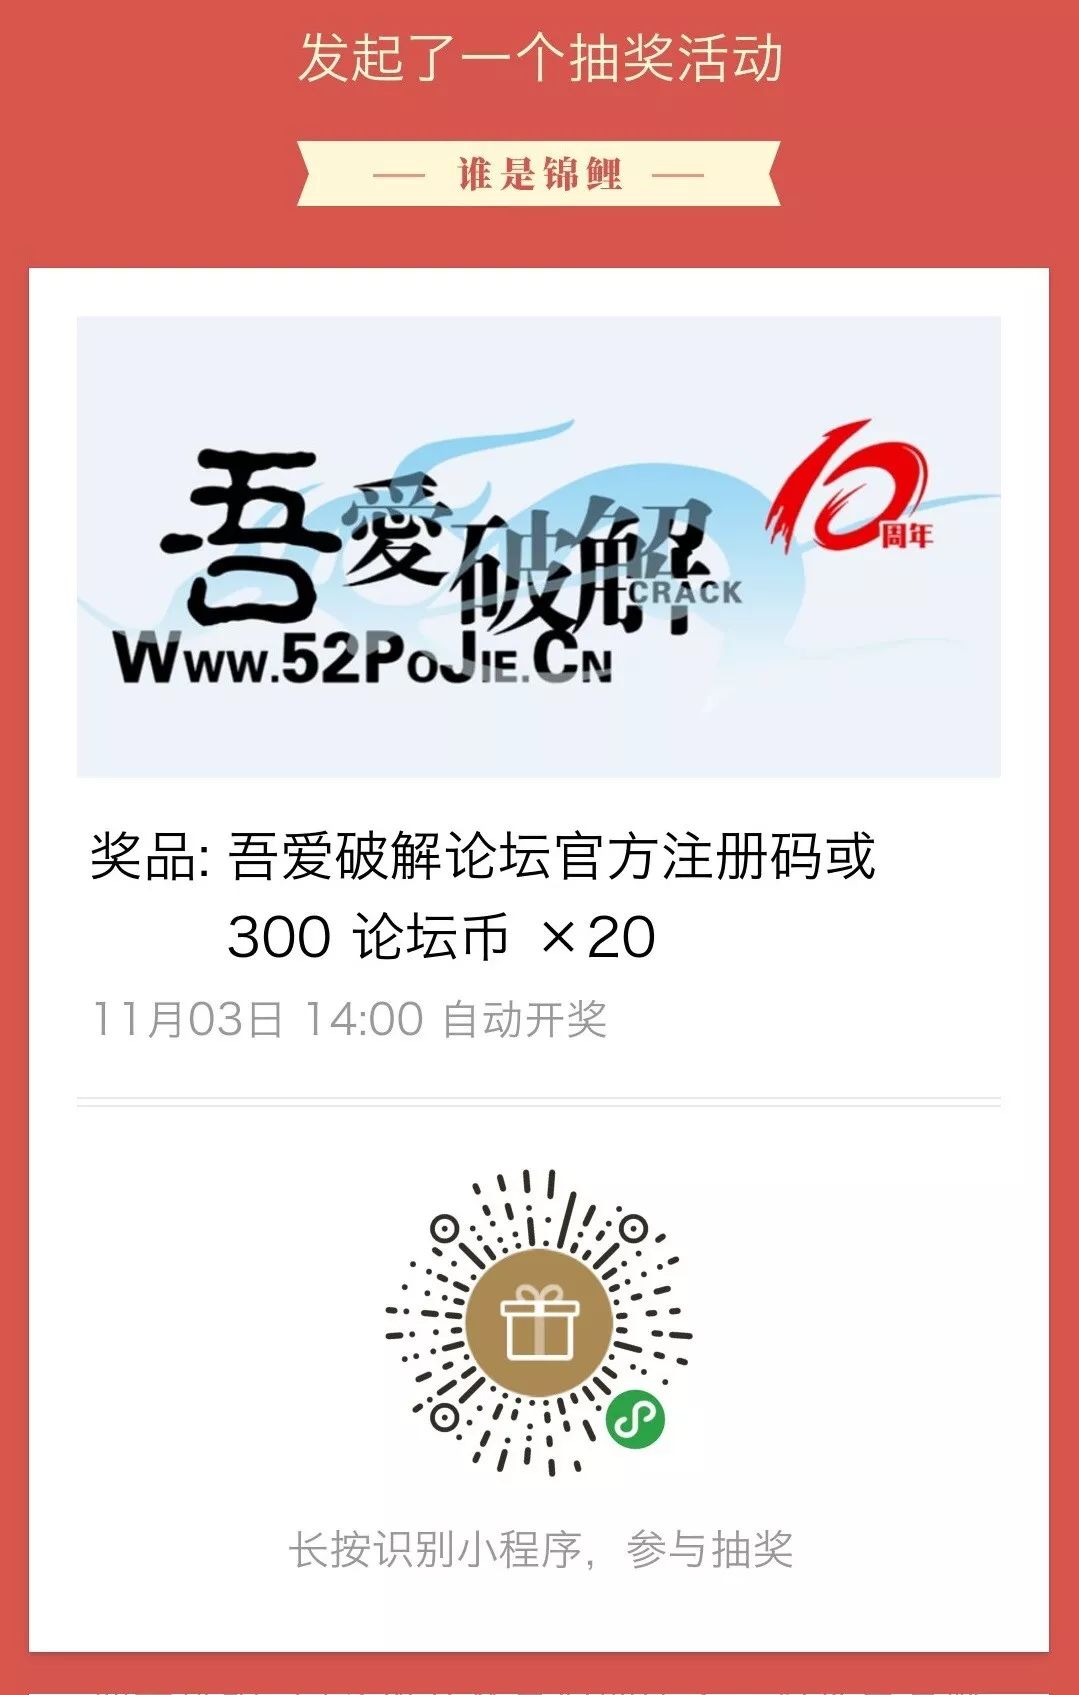 发起了一个抽奖活动
谁是锦鲤
吾愛破解
CRACK
10周年
WWW.52POJIE.CN
奖品: 吾爱破解论坛官方注册码或
300 论坛币 ×20
11月03日 14:00 自动开奖
长按识别小程序，参与抽奖